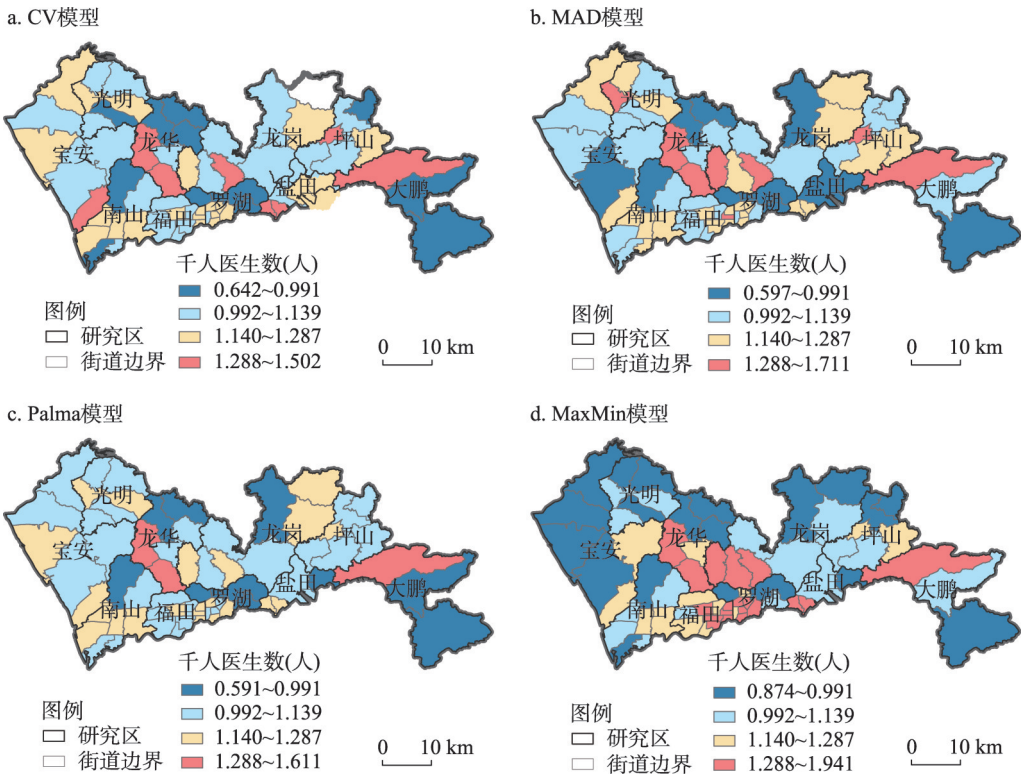 a. CV模型
光明
龙华
宝安
龙岗
坪山
盐田
大鹏
罗湖
南山
福田
千人医生数(人)
0.642~0.991
0.992~1.139
1.140~1.287
1.288~1.502
图例
研究区
街道边界
0 10 km
b. MAD模型
光明
龙华
宝安
龙岗
坪山
盐田
大鹏
罗湖
南山
福田
千人医生数(人)
0.597~0.991
0.992~1.139
1.140~1.287
1.288~1.711
图例
研究区
街道边界
0 10 km
c. Palma模型
光明
龙华
宝安
龙岗
坪山
盐田
大鹏
罗湖
南山
福田
千人医生数(人)
0.591~0.991
0.992~1.139
1.140~1.287
1.288~1.611
图例
研究区
街道边界
0 10 km
d. MaxMin模型
光明
龙华
宝安
龙岗
坪山
盐田
大鹏
罗湖
南山
福田
千人医生数(人)
0.874~0.991
0.992~1.139
1.140~1.287
1.288~1.941
图例
研究区
街道边界
0 10 km